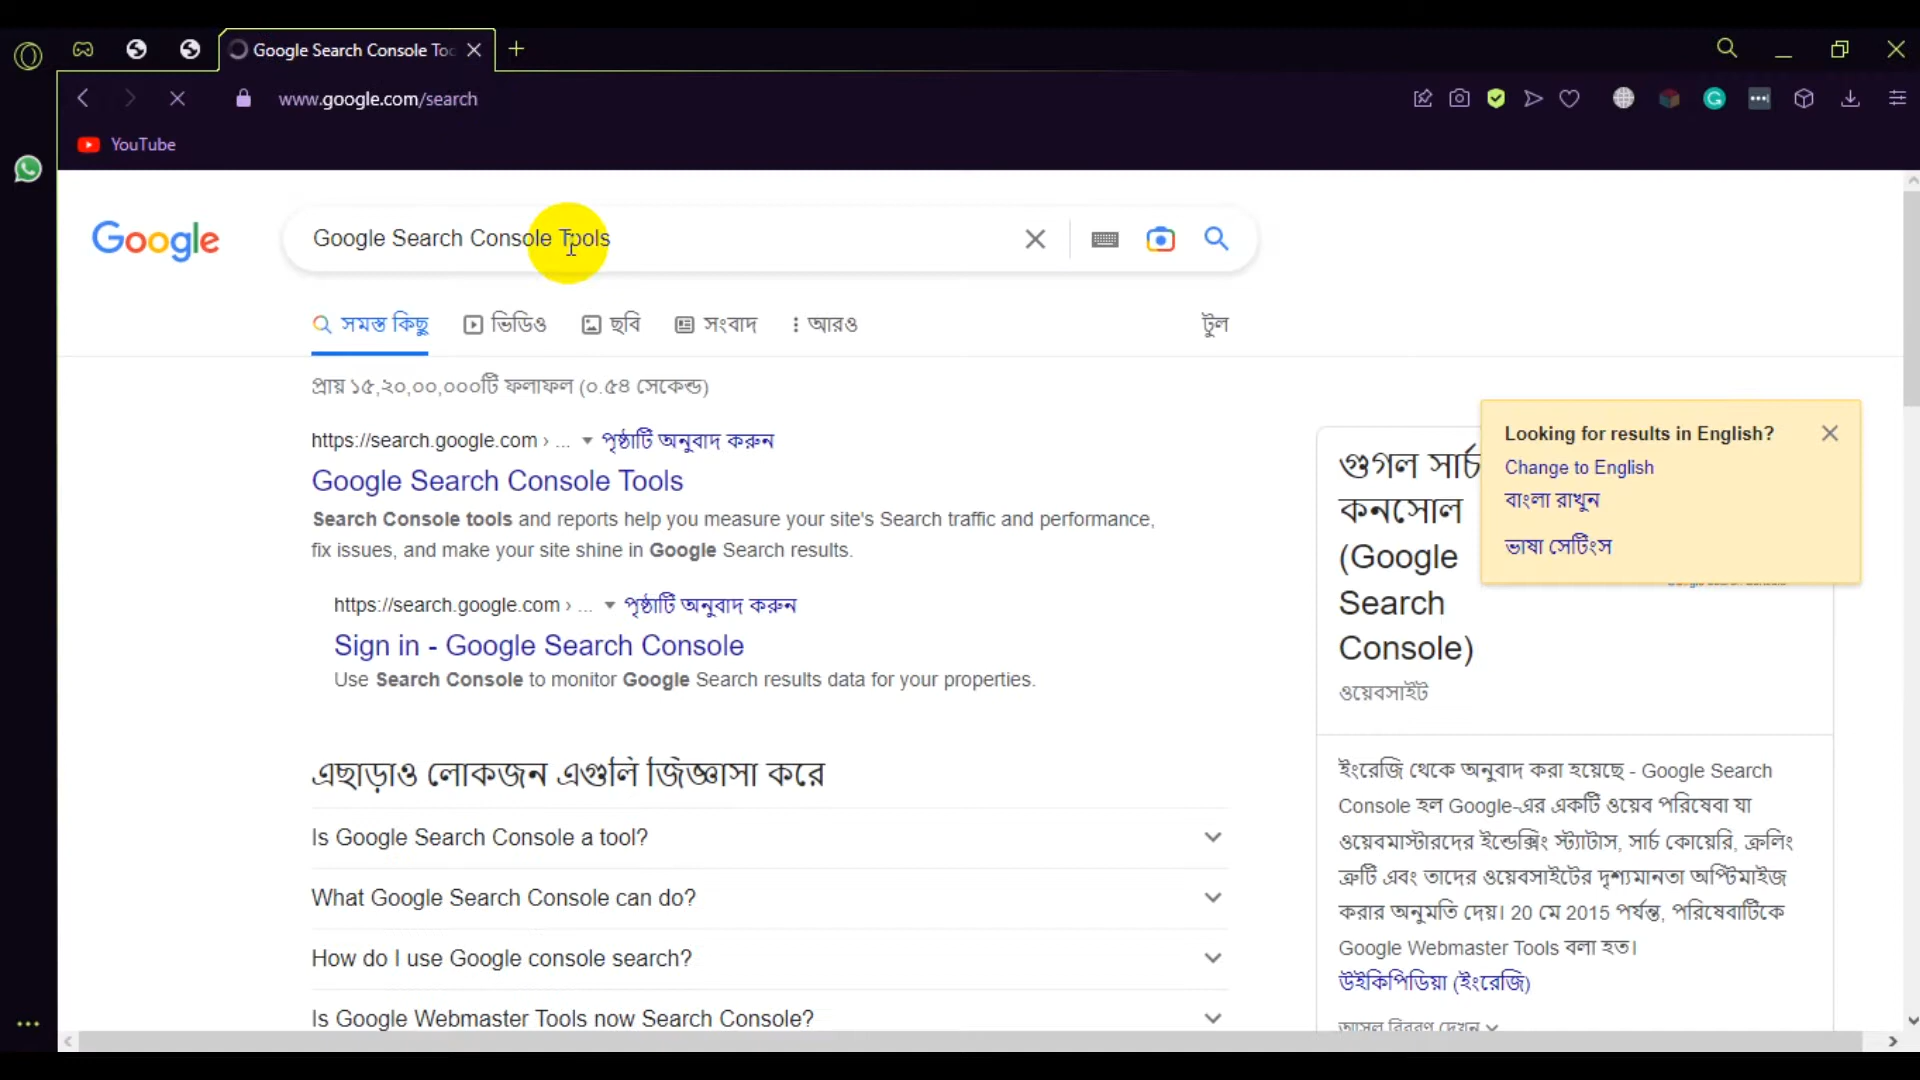 Google Search Console Too
www.google.com/search
YouTube
Google
Google Search Console Tools
সমস্ত কিছু ভিডিও ছবি সংবাদ আরও টুল
প্রায় ১৫,২০,০০,০০০টি ফলাফল (০.৫৪ সেকেন্ড)
https://search.google.com › ... পৃষ্ঠাটি অনুবাদ করুন
Google Search Console Tools
Search Console tools and reports help you measure your site's Search traffic and performance,
fix issues, and make your site shine in Google Search results.
https://search.google.com › ... পৃষ্ঠাটি অনুবাদ করুন
Sign in - Google Search Console
Use Search Console to monitor Google Search results data for your properties.
এছাড়াও লোকজন এগুলি জিজ্ঞাসা করে
Is Google Search Console a tool?
What Google Search Console can do?
How do I use Google console search?
Is Google Webmaster Tools now Search Console?
Looking for results in English?
Change to English
বাংলা রাখুন
ভাষা সেটিংস
গুগল সার্চ
কনসোল
(Google
Search
Console)
ওয়েবসাইট
ইংরেজি থেকে অনুবাদ করা হয়েছে - Google Search
Console হল Google-এর একটি ওয়েব পরিষেবা যা
ওয়েবমাস্টারদের ইন্ডেক্সিং স্ট্যাটাস, সার্চ কোয়েরি, ক্রলিং
ত্রুটি এবং তাদের ওয়েবসাইটের দৃশ্যমানতা অপ্টিমাইজ
করার অনুমতি দেয়। 20 মে 2015 পর্যন্ত, পরিষেবাটিকে
Google Webmaster Tools বলা হত।
উইকিপিডিয়া (ইংরেজি)
আসল বিবরণ দেখুন